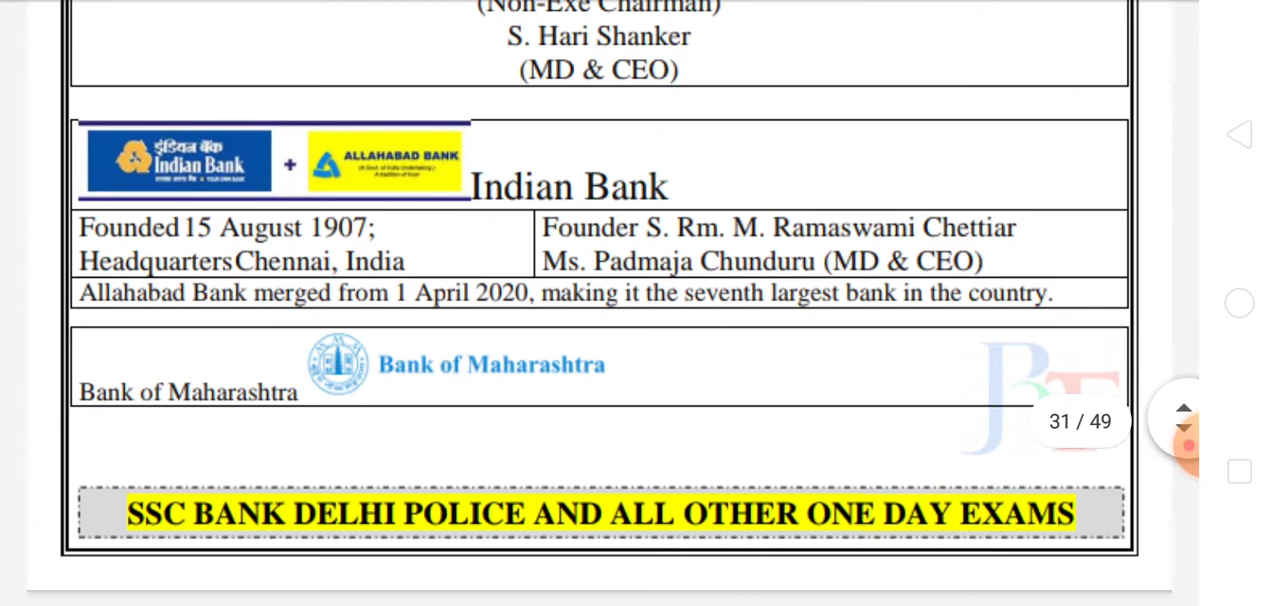 (Non-Exe Chairman)
S. Hari Shanker
(MD & CEO)
इंडियन बैंक
Indian Bank
+
ALLAHABAD BANK
Indian Bank
Founded 15 August 1907;
Headquarters Chennai, India
Founder S. Rm. M. Ramaswami Chettiar
Ms. Padmaja Chunduru (MD & CEO)
Allahabad Bank merged from 1 April 2020, making it the seventh largest bank in the country.
Bank of Maharashtra
Bank of Maharashtra
31 / 49
SSC BANK DELHI POLICE AND ALL OTHER ONE DAY EXAMS